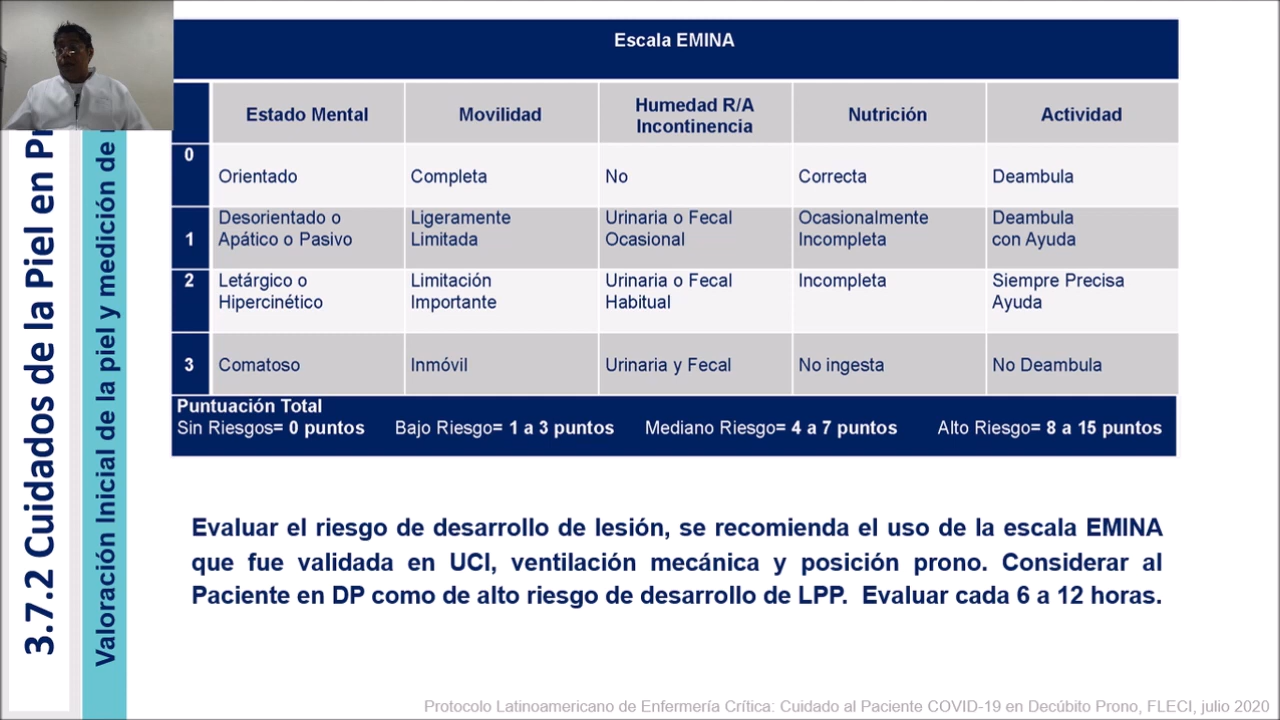 Escala EMINA
Estado Mental Movilidad Humedad R/A Incontinencia Nutrición Actividad
0 Orientado Completa No Correcta Deambula
1 Desorientado o Apático o Pasivo Ligeramente Limitada Urinaria o Fecal Ocasional Ocasionalmente Incompleta Deambula con Ayuda
2 Letárgico o Hipercinético Limitación Importante Urinaria o Fecal Habitual Incompleta Siempre Precisa Ayuda
3 Comatoso Inmóvil Urinaria y Fecal No ingesta No Deambula
Puntuación Total
Sin Riesgos= 0 puntos Bajo Riesgo= 1 a 3 puntos Mediano Riesgo= 4 a 7 puntos Alto Riesgo= 8 a 15 puntos
3.7.2 Cuidados de la Piel en
Valoración Inicial de la piel y medición de
Evaluar el riesgo de desarrollo de lesión, se recomienda el uso de la escala EMINA
que fue validada en UCI, ventilación mecánica y posición prono. Considerar al
Paciente en DP como de alto riesgo de desarrollo de LPP. Evaluar cada 6 a 12 horas.
Protocolo Latinoamericano de Enfermería Crítica: Cuidado al Paciente COVID-19 en Decúbito Prono, FLECI, julio 2020